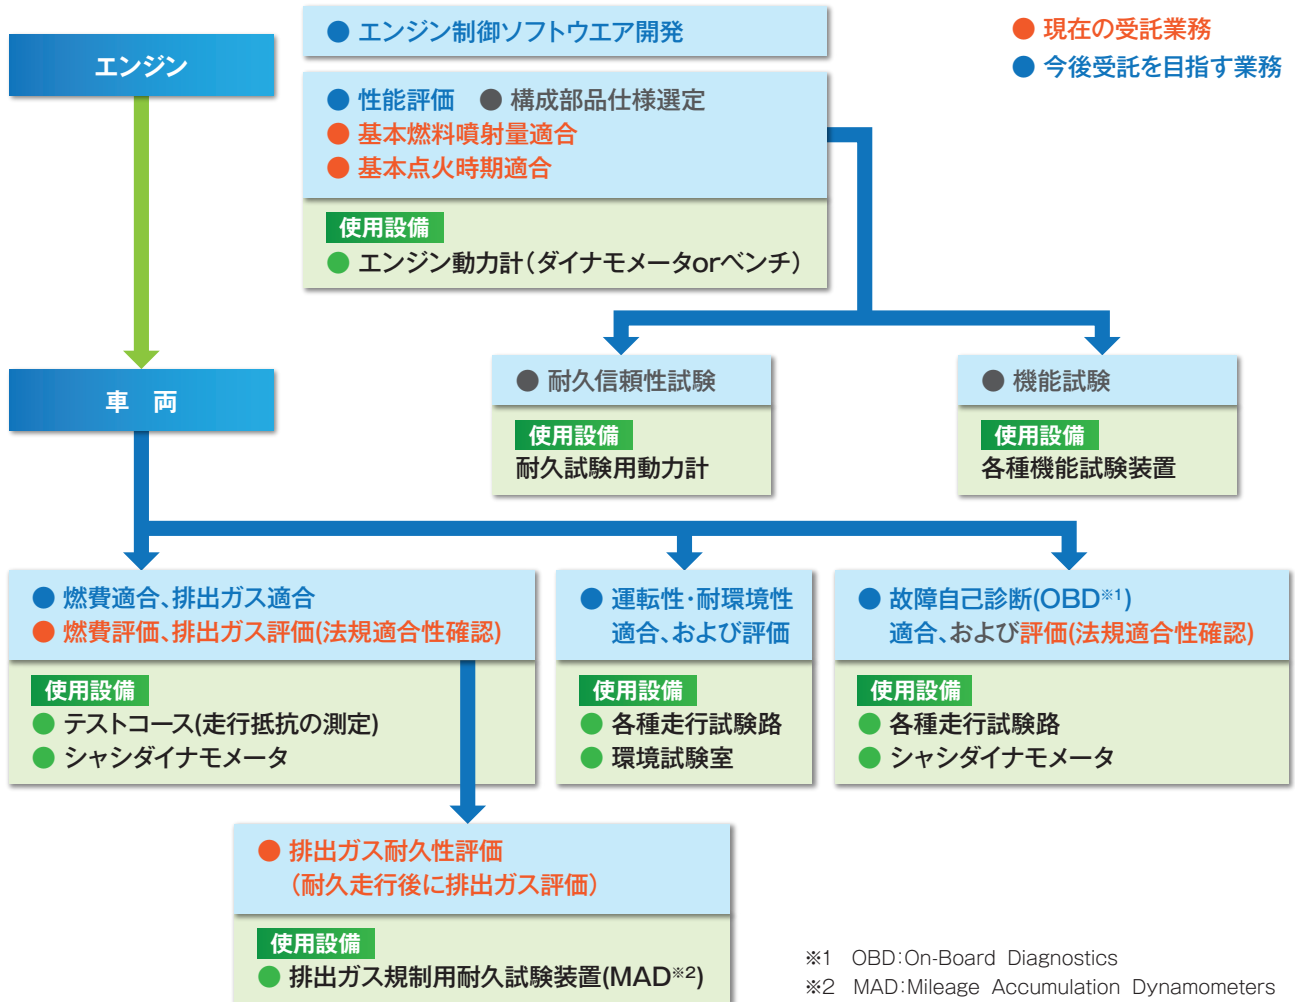 エンジン
● エンジン制御ソフトウエア開発
● 現在の受託業務
● 今後受託を目指す業務
● 性能評価 ● 構成部品仕様選定
● 基本燃料噴射量適合
● 基本点火時期適合
使用設備
● エンジン動力計(ダイナモメータorベンチ)
車 両
● 耐久信頼性試験
使用設備
耐久試験用動力計
● 機能試験
使用設備
各種機能試験装置
● 燃費適合、排出ガス適合
● 燃費評価、排出ガス評価(法規適合性確認)
使用設備
● テストコース(走行抵抗の測定)
● シャシダイナモメータ
● 運転性・耐環境性
適合、および評価
使用設備
● 各種走行試験路
● 環境試験室
● 故障自己診断(OBD※1)
適合、および評価(法規適合性確認)
使用設備
● 各種走行試験路
● シャシダイナモメータ
● 排出ガス耐久性評価
(耐久走行後に排出ガス評価)
使用設備
● 排出ガス規制用耐久試験装置(MAD※2)
※1 OBD:On-Board Diagnostics
※2 MAD:Mileage Accumulation Dynamometers